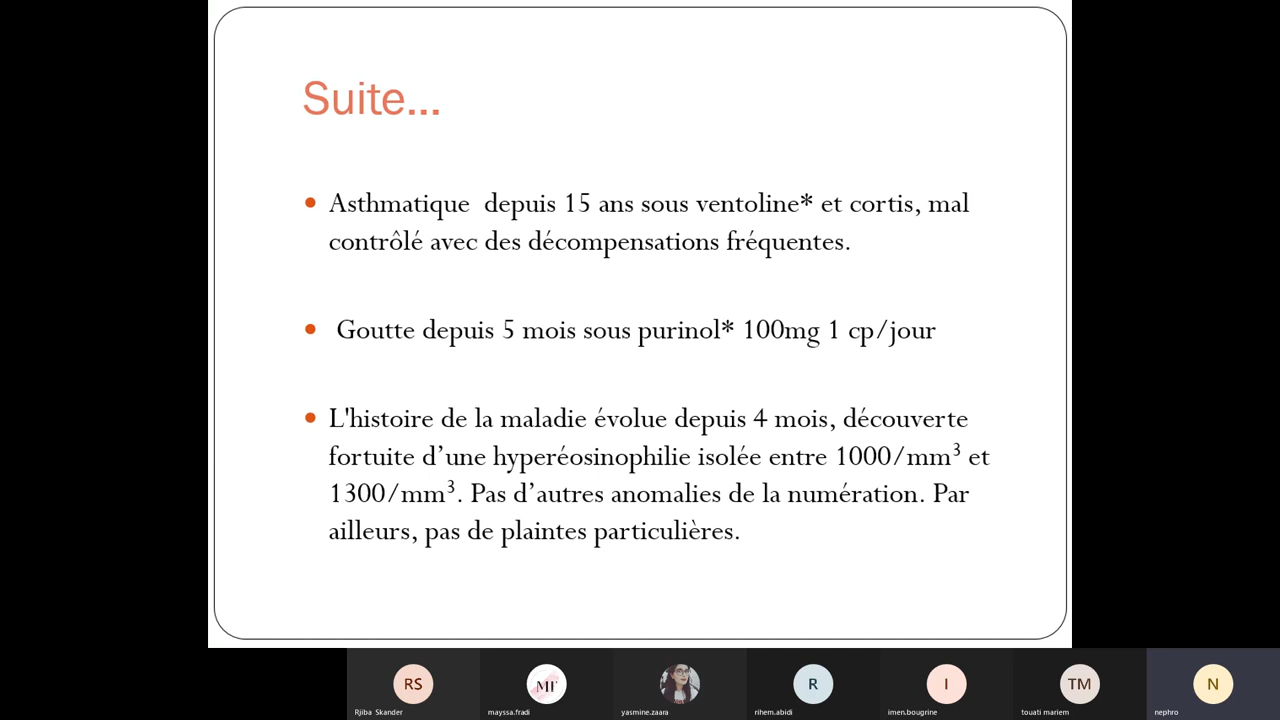 Suite...
Asthmatique depuis 15 ans sous ventoline* et cortis, mal
contrôlé avec des décompensations fréquentes.
Goutte depuis 5 mois sous purinol* 100mg 1 cp/jour
L'histoire de la maladie évolue depuis 4 mois, découverte
fortuite d’une hyperéosinophilie isolée entre 1000/mm³ et
1300/mm³. Pas d’autres anomalies de la numération. Par
ailleurs, pas de plaintes particulières.
RS
MF
R
I
TM
N
Rjiba Skander
mayssa.fradi
yasmine.zaara
rihem.abidi
imen.bougrine
touati mariem
nephro